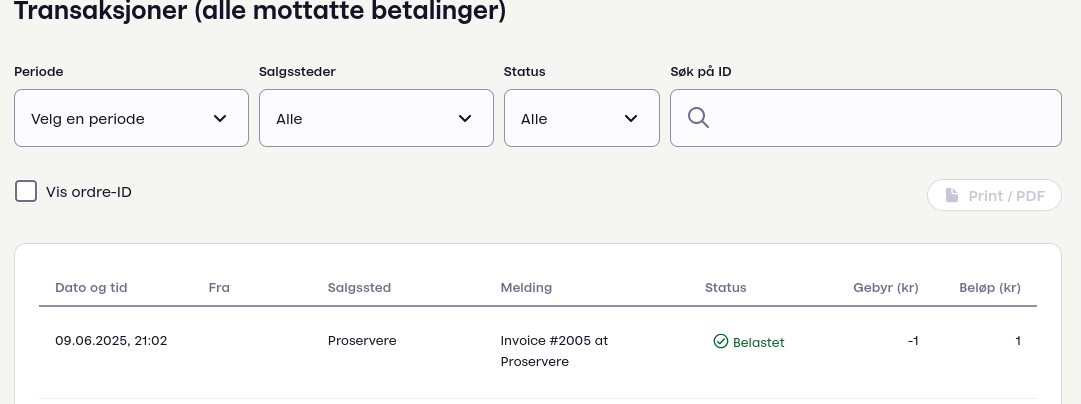 Transaksjoner (alle mottatte betalinger)
Periode Salgssteder Status Søk på ID
Velg en periode Alle Alle
Vis ordre-ID Print / PDF
Dato og tid Fra Salgssted Melding Status Gebyr (kr) Beløp (kr)
09.06.2025, 21:02 Proservere Invoice #2005 at Belastet -1 1
Proservere